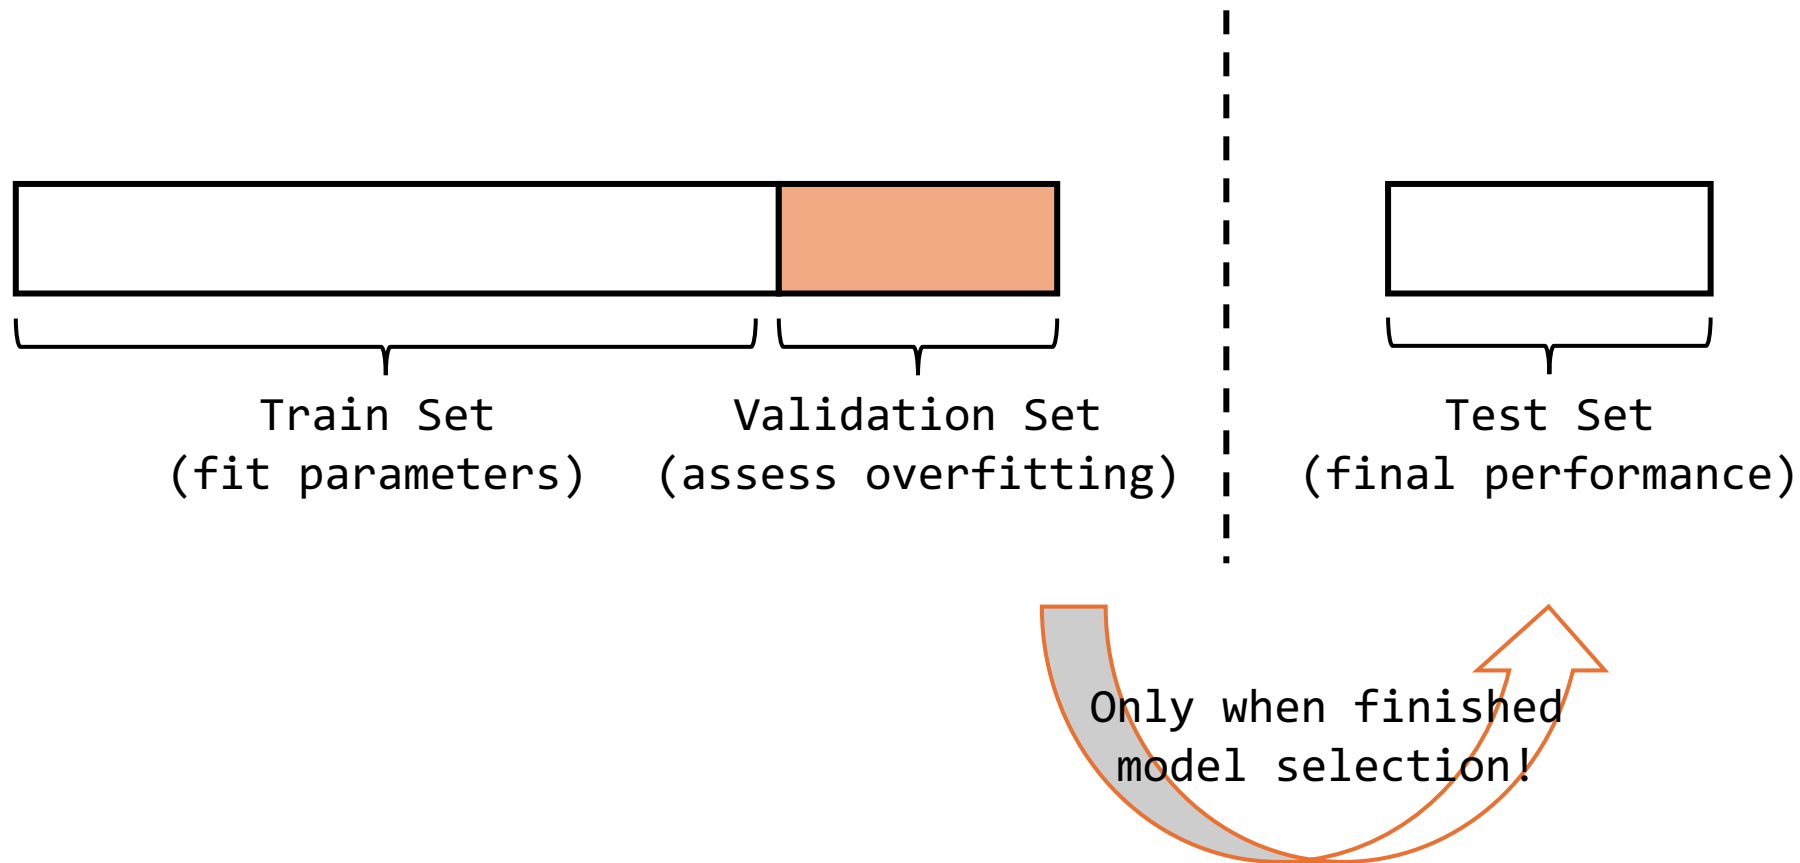 Train Set
(fit parameters)
Validation Set
(assess overfitting)
Test Set
(final performance)
Only when finished
model selection!